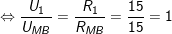 ⇔ U₁/U_MB = R₁/R_MB = 15/15 = 1